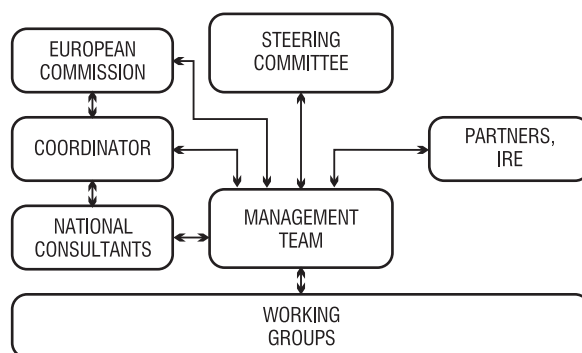 EUROPEAN
COMMISSION
STEERING
COMMITTEE
COORDINATOR
PARTNERS,
IRE
NATIONAL
CONSULTANTS
MANAGEMENT
TEAM
WORKING
GROUPS